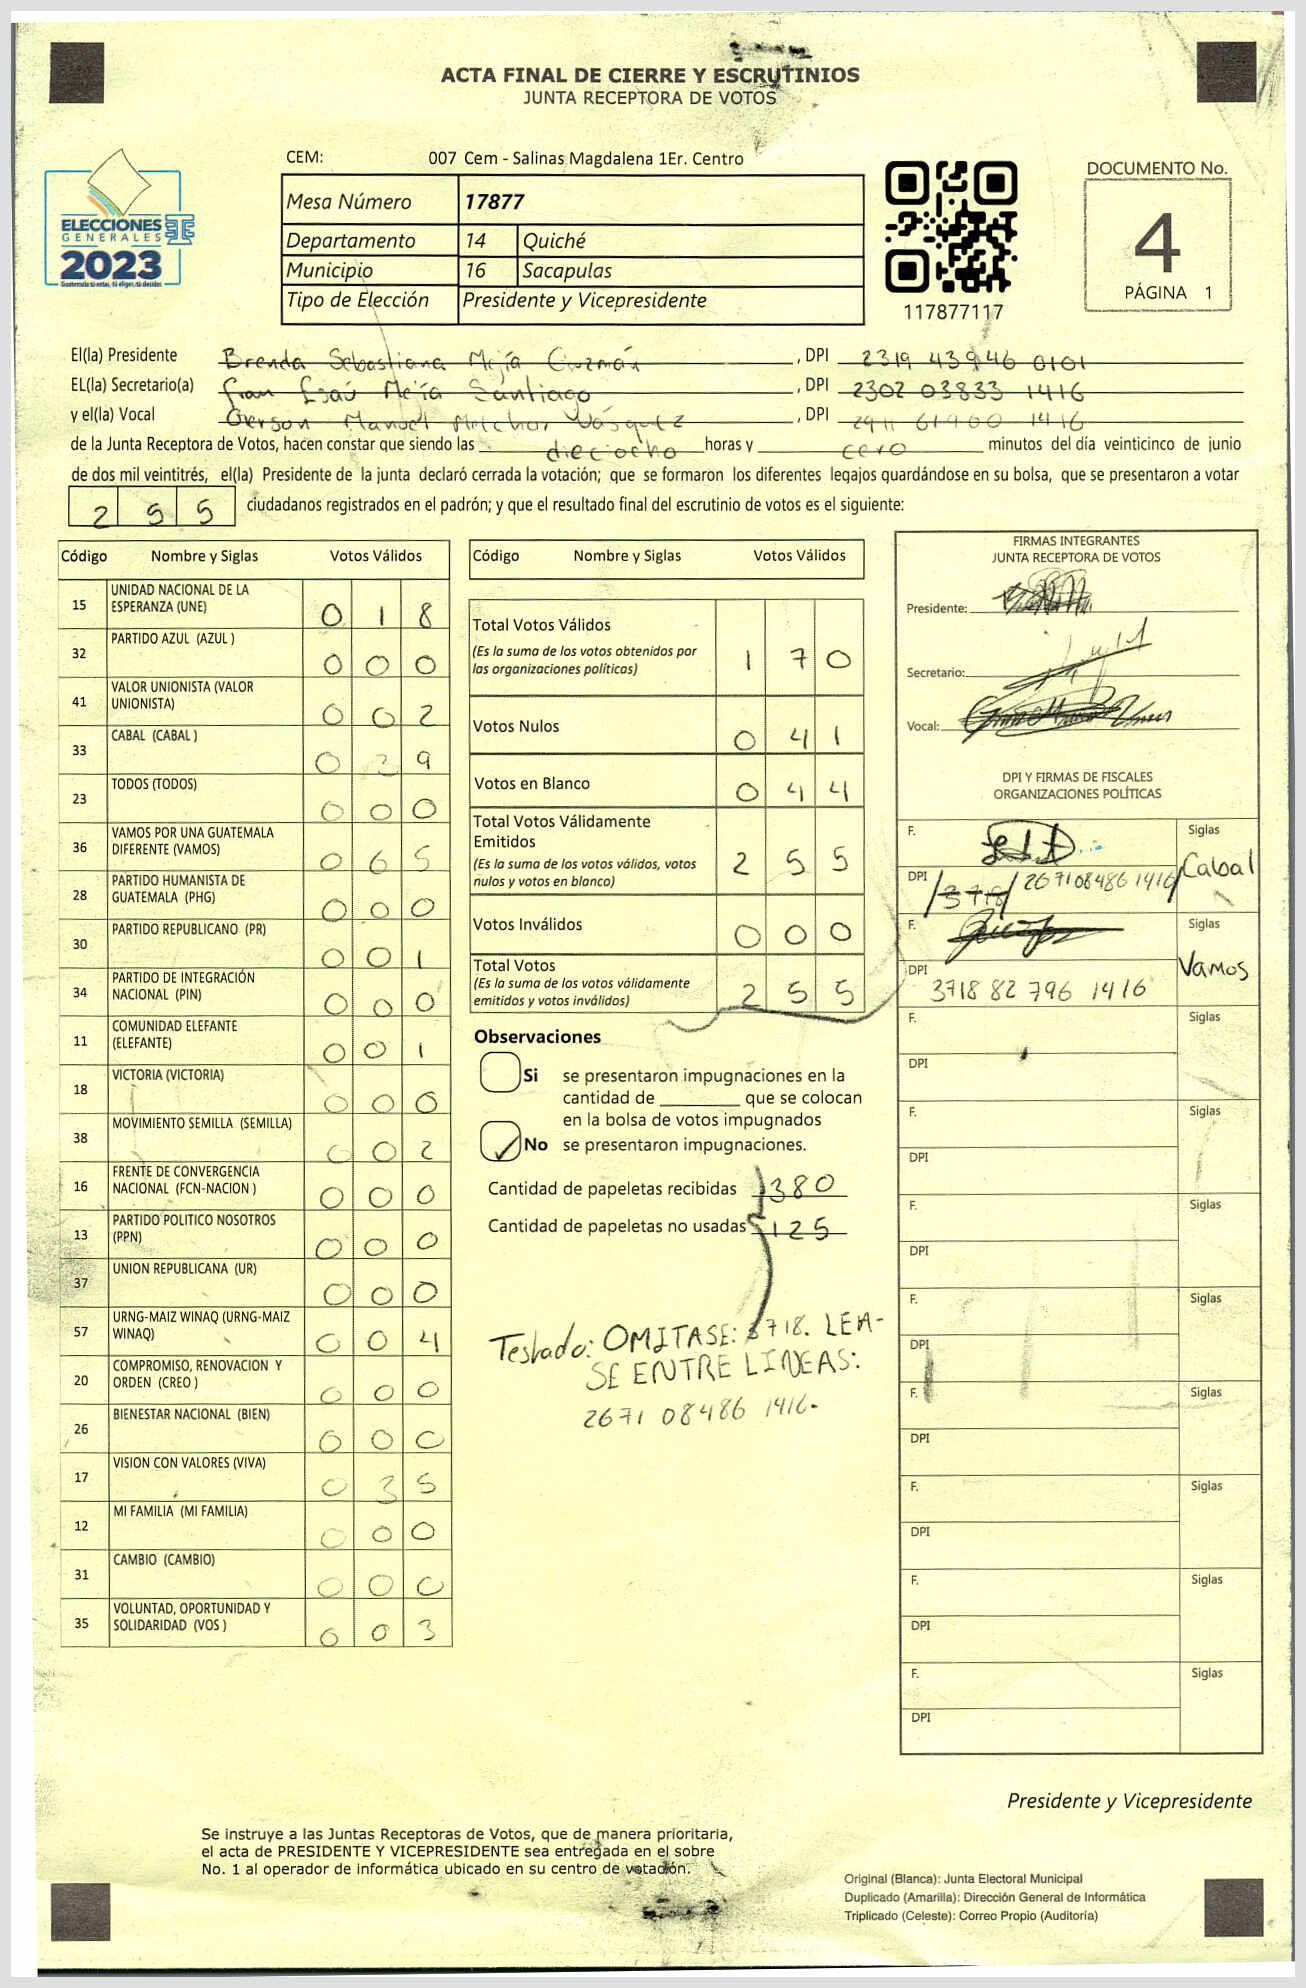 ACTA FINAL DE CIERRE Y ESCRUTINIOS
JUNTA RECEPTORA DE VOTOS
ELECCIONES
GENERALES
2023
Guatemala tú estas, tú eliges, tú decides
CEM: 007 Cem - Salinas Magdalena 1Er. Centro
Mesa Número 17877
Departamento 14 Quiché
Municipio 16 Sacapulas
Tipo de Elección Presidente y Vicepresidente
117877117
DOCUMENTO No.
4
PÁGINA 1
El(la) Presidente Brenda Sebastiana Mejía Guzmán, DPI 2319 43946 0101
EL(la) Secretario(a) fran Esaú Mejía Santiago, DPI 2302 03833 1416
y el(la) Vocal Gerson Manuel Melchor Vásquez, DPI 2911 61900 1416
de la Junta Receptora de Votos, hacen constar que siendo las dieciocho horas y cero minutos del día veinticinco de junio
de dos mil veintitrés, el(la) Presidente de la junta declaró cerrada la votación; que se formaron los diferentes legajos guardándose en su bolsa, que se presentaron a votar
2 5 5 ciudadanos registrados en el padrón; y que el resultado final del escrutinio de votos es el siguiente:
Código Nombre y Siglas Votos Válidos
15 UNIDAD NACIONAL DE LA
ESPERANZA (UNE) 0 1 8
32 PARTIDO AZUL (AZUL ) 0 0 0
41 VALOR UNIONISTA (VALOR
UNIONISTA) 0 0 2
33 CABAL (CABAL ) 0 3 9
23 TODOS (TODOS) 0 0 0
36 VAMOS POR UNA GUATEMALA
DIFERENTE (VAMOS) 0 6 5
28 PARTIDO HUMANISTA DE
GUATEMALA (PHG) 0 0 0
30 PARTIDO REPUBLICANO (PR) 0 0 1
34 PARTIDO DE INTEGRACIÓN
NACIONAL (PIN) 0 0 0
11 COMUNIDAD ELEFANTE
(ELEFANTE) 0 0 1
18 VICTORIA (VICTORIA) 0 0 0
38 MOVIMIENTO SEMILLA (SEMILLA) 0 0 2
16 FRENTE DE CONVERGENCIA
NACIONAL (FCN-NACION ) 0 0 0
13 PARTIDO POLITICO NOSOTROS
(PPN) 0 0 0
37 UNION REPUBLICANA (UR) 0 0 0
57 URNG-MAIZ WINAQ (URNG-MAIZ
WINAQ) 0 0 4
20 COMPROMISO, RENOVACION Y
ORDEN (CREO ) 0 0 0
26 BIENESTAR NACIONAL (BIEN) 0 0 0
17 VISION CON VALORES (VIVA) 0 3 5
12 MI FAMILIA (MI FAMILIA) 0 0 0
31 CAMBIO (CAMBIO) 0 0 0
35 VOLUNTAD, OPORTUNIDAD Y
SOLIDARIDAD (VOS ) 0 0 3
Código Nombre y Siglas Votos Válidos
Total Votos Válidos
(Es la suma de los votos obtenidos por
las organizaciones políticas) 1 7 0
Votos Nulos 0 4 1
Votos en Blanco 0 4 4
Total Votos Válidamente
Emitidos
(Es la suma de los votos válidos, votos
nulos y votos en blanco) 2 5 5
Votos Inválidos 0 0 0
Total Votos
(Es la suma de los votos válidamente
emitidos y votos inválidos) 2 5 5
Observaciones
Si se presentaron impugnaciones en la
cantidad de ________ que se colocan
en la bolsa de votos impugnados
No se presentaron impugnaciones.
Cantidad de papeletas recibidas 380
Cantidad de papeletas no usadas 125
Testado: OMITASE: 3718. LEA-
SE ENTRE LINEAS:
2671 08486 1416.
FIRMAS INTEGRANTES
JUNTA RECEPTORA DE VOTOS
Presidente:
Secretario:
Vocal:
DPI Y FIRMAS DE FISCALES
ORGANIZACIONES POLÍTICAS
F. Siglas
DPI /3718/ 2671084861416/ Cabal
F. Siglas
DPI Vamos
3718 82 796 1416
F. Siglas
DPI
F. Siglas
DPI
F. Siglas
DPI
F. Siglas
DPI
F. Siglas
DPI
F. Siglas
DPI
F. Siglas
DPI
F. Siglas
DPI
Presidente y Vicepresidente
Se instruye a las Juntas Receptoras de Votos, que de manera prioritaria,
el acta de PRESIDENTE Y VICEPRESIDENTE sea entregada en el sobre
No. 1 al operador de informática ubicado en su centro de votación.
Original (Blanca): Junta Electoral Municipal
Duplicado (Amarilla): Dirección General de Informática
Triplicado (Celeste): Correo Propio (Auditoría)